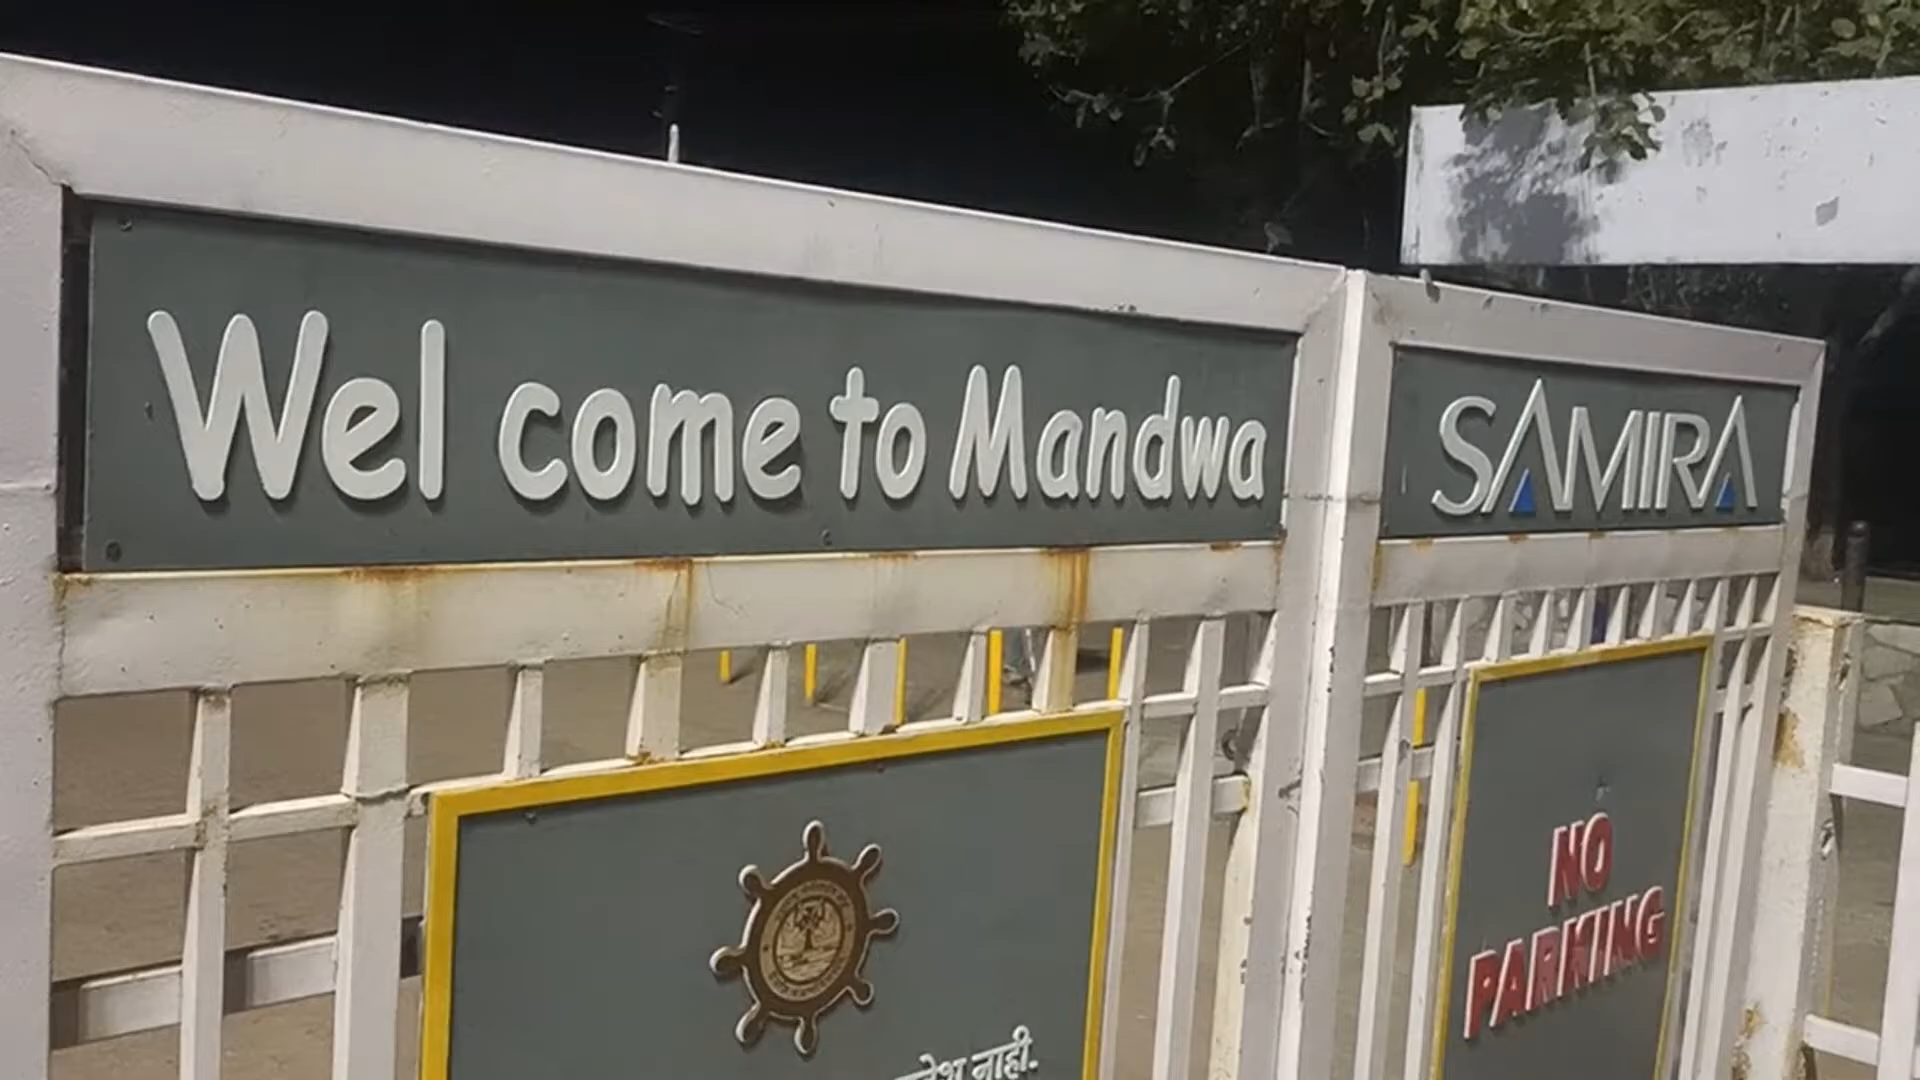 Wel come to Mandwa
SAMIRA
NO
PARKING
नाही.